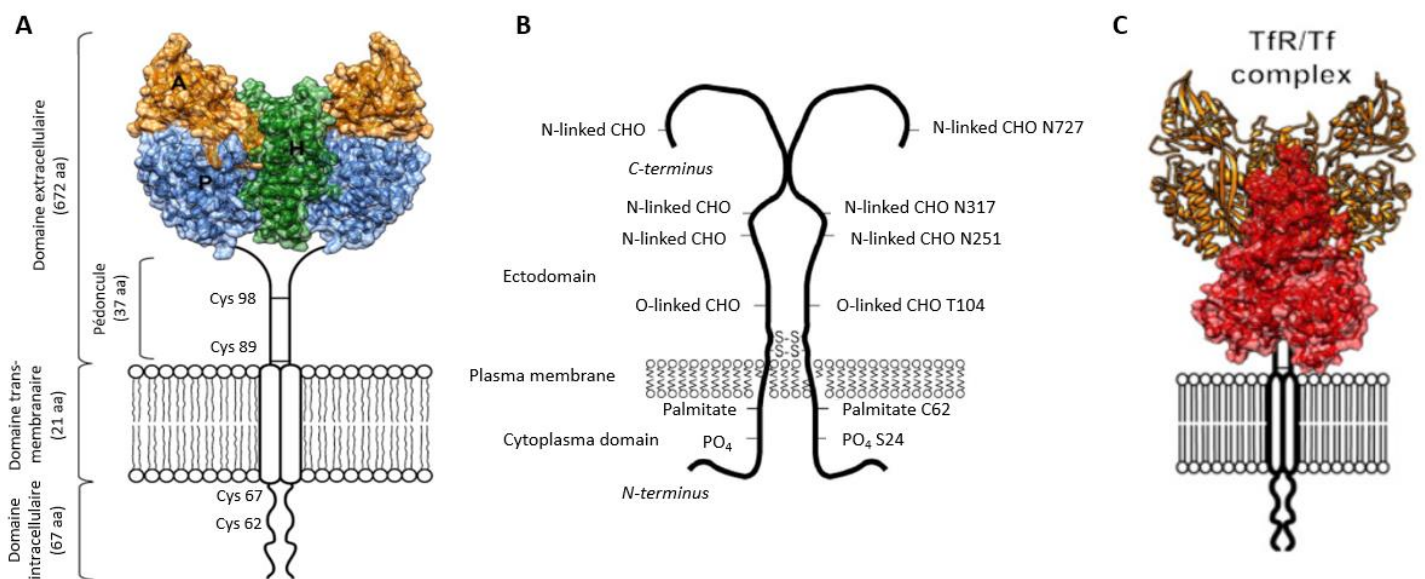 A
Domaine extracellulaire
(672 aa)
A
H
P
Pédoncule
(37 aa)
Cys 98
Cys 89
Domaine trans-
membranaire
(21 aa)
Domaine
intracellulaire
(67 aa)
Cys 67
Cys 62
B
N-linked CHO
N-linked CHO N727
C-terminus
N-linked CHO
N-linked CHO N317
N-linked CHO
N-linked CHO N251
Ectodomain
O-linked CHO
O-linked CHO T104
S-S
S-S
Plasma membrane
Palmitate
Palmitate C62
Cytoplasma domain
PO4
PO4 S24
N-terminus
C
TfR/Tf
complex